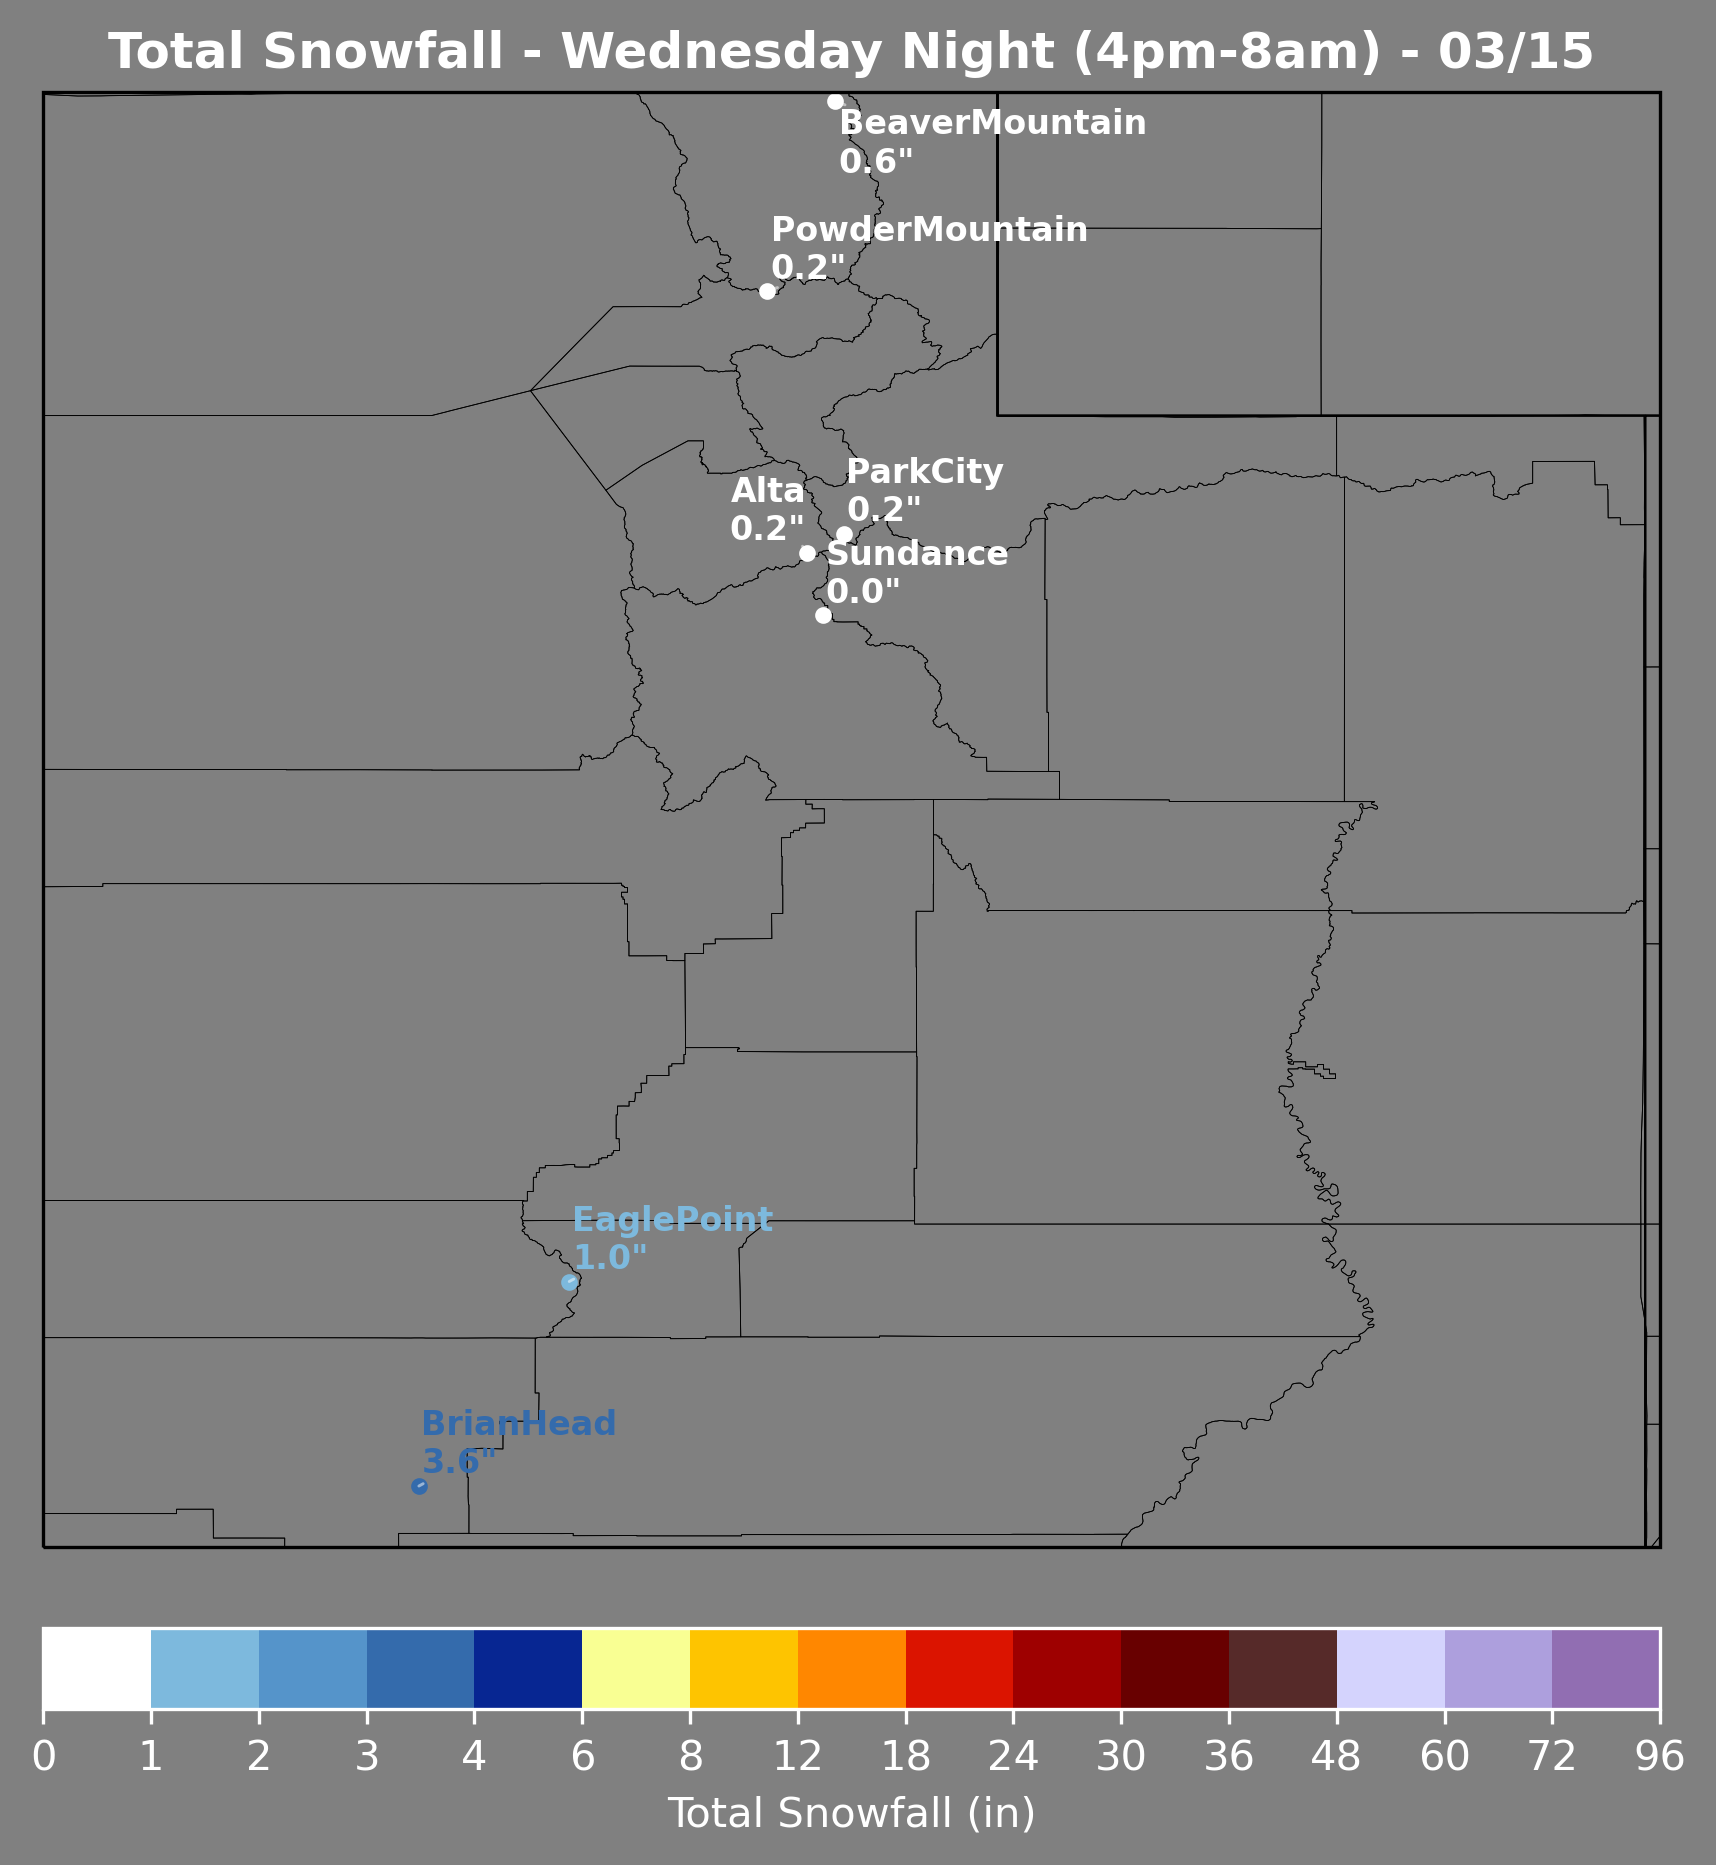 Total Snowfall - Wednesday Night (4pm-8am) - 03/15
BeaverMountain
0.6"
PowderMountain
0.2"
ParkCity
0.2"
Alta
0.2"
Sundance
0.0"
EaglePoint
1.0"
BrianHead
3.6"
0 1 2 3 4 6 8 12 18 24 30 36 48 60 72 96
Total Snowfall (in)